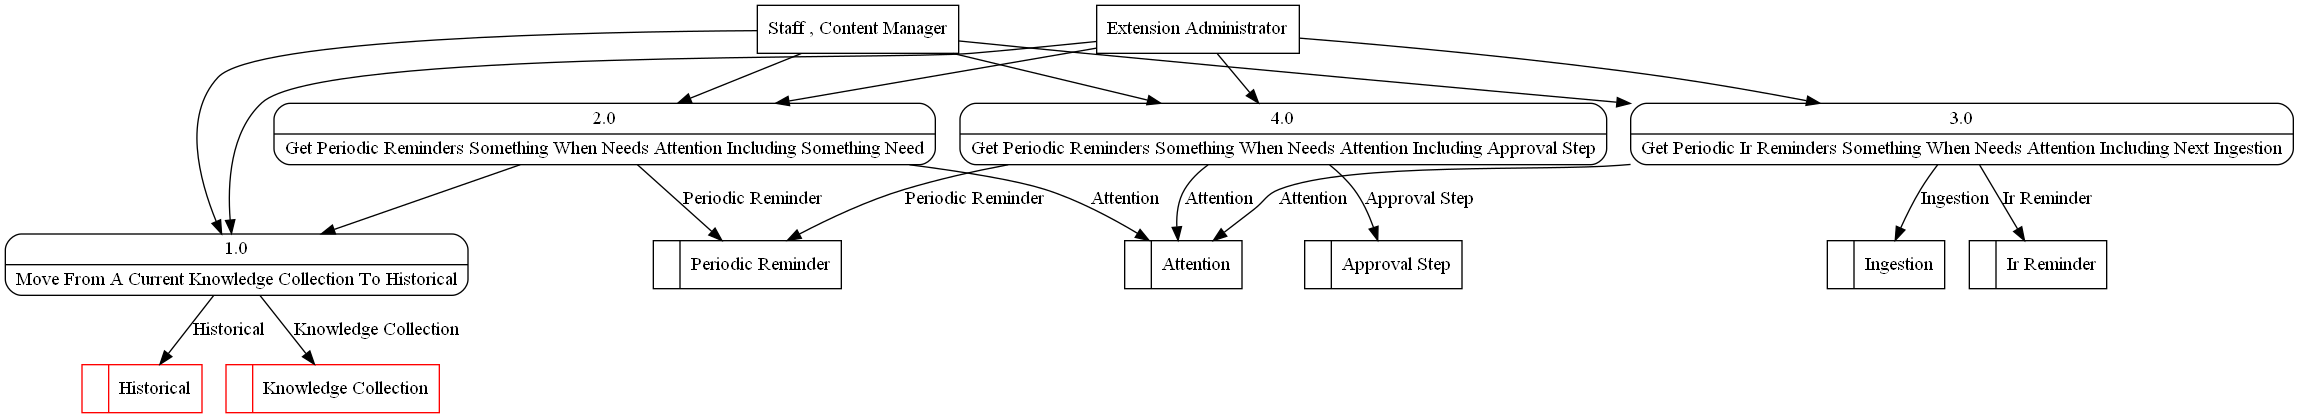 Staff , Content Manager
Extension Administrator
2.0
Get Periodic Reminders Something When Needs Attention Including Something Need
4.0
Get Periodic Reminders Something When Needs Attention Including Approval Step
3.0
Get Periodic Ir Reminders Something When Needs Attention Including Next Ingestion
Periodic Reminder
Periodic Reminder
Attention
Attention
Attention
Approval Step
Ingestion
Ir Reminder
1.0
Move From A Current Knowledge Collection To Historical
Periodic Reminder
Attention
Approval Step
Ingestion
Ir Reminder
Historical
Knowledge Collection
Historical
Knowledge Collection